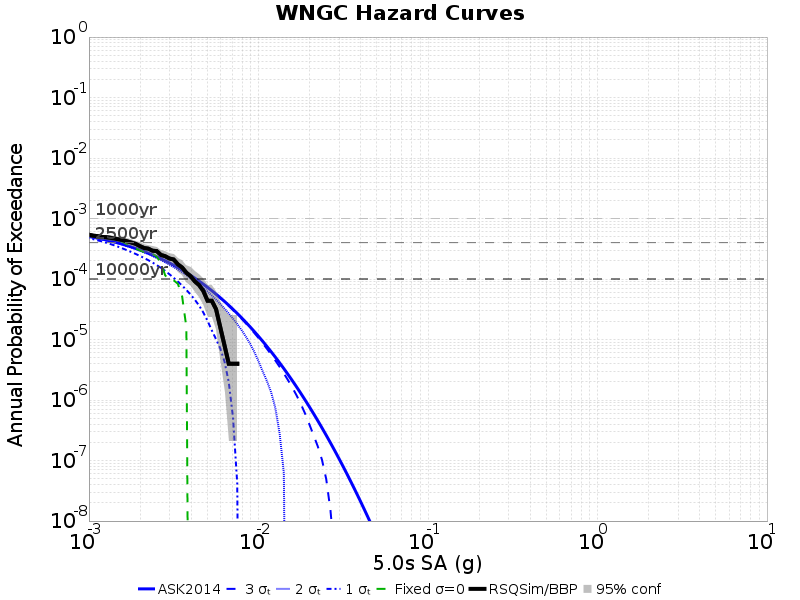 WNGC Hazard Curves
Annual Probability of Exceedance
10^0
10^-1
10^-2
10^-3
10^-4
10^-5
10^-6
10^-7
10^-8
1000yr
2500yr
10000yr
10^-3 10^-2 10^-1 10^0 10^1
5.0s SA (g)
ASK2014 3 σₜ 2 σₜ 1 σₜ Fixed σ=0 RSQSim/BBP 95% conf